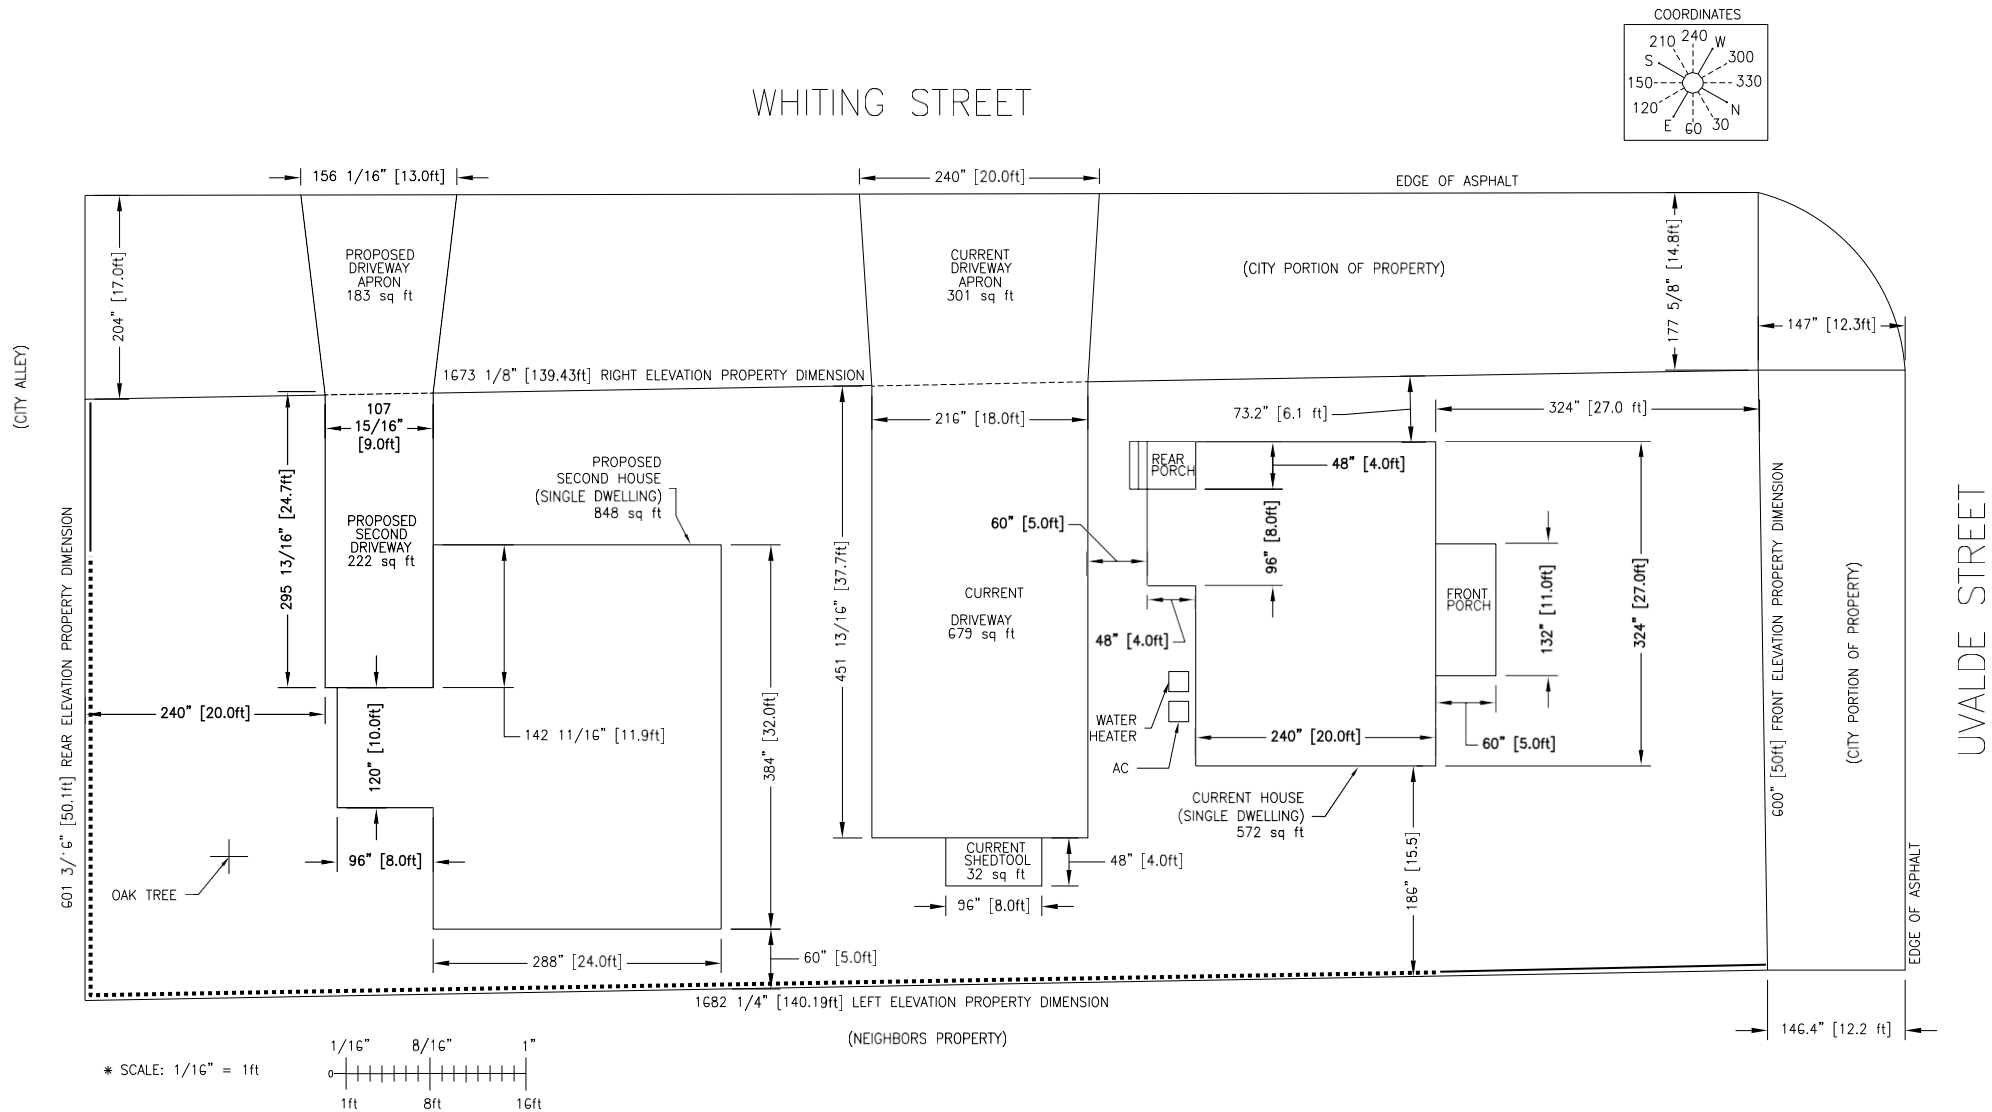 COORDINATES
210 240 W
S 300
150 330
120 N
E 60 30
WHITING STREET
156 1/16" [13.0ft]
240" [20.0ft]
EDGE OF ASPHALT
204" [17.0ft]
PROPOSED
DRIVEWAY
APRON
183 sq ft
CURRENT
DRIVEWAY
APRON
301 sq ft
(CITY PORTION OF PROPERTY)
177 5/8" [14.8ft]
147" [12.3ft]
(CITY ALLEY)
1673 1/8" [139.43ft] RIGHT ELEVATION PROPERTY DIMENSION
107
15/16"
[9.0ft]
216" [18.0ft]
73.2" [6.1 ft]
324" [27.0 ft]
295 13/16" [24.7ft]
PROPOSED
SECOND HOUSE
(SINGLE DWELLING)
848 sq ft
REAR
PORCH
48" [4.0ft]
PROPOSED
SECOND
DRIVEWAY
222 sq ft
60" [5.0ft]
96" [8.0ft]
451 13/16" [37.7ft]
CURRENT
DRIVEWAY
679 sq ft
FRONT
PORCH
132" [11.0ft]
324" [27.0ft]
48" [4.0ft]
601 3/16" [50.1ft] REAR ELEVATION PROPERTY DIMENSION
600" [50ft] FRONT ELEVATION PROPERTY DIMENSION
(CITY PORTION OF PROPERTY)
UVALDE STREET
240" [20.0ft]
120" [10.0ft]
142 11/16" [11.9ft]
384" [32.0ft]
WATER
HEATER
AC
240" [20.0ft]
60" [5.0ft]
CURRENT HOUSE
(SINGLE DWELLING)
572 sq ft
96" [8.0ft]
OAK TREE
CURRENT
SHEDTOOL
32 sq ft
48" [4.0ft]
96" [8.0ft]
186" [15.5]
EDGE OF ASPHALT
288" [24.0ft]
60" [5.0ft]
1682 1/4" [140.19ft] LEFT ELEVATION PROPERTY DIMENSION
(NEIGHBORS PROPERTY)
146.4" [12.2 ft]
* SCALE: 1/16" = 1ft
1/16" 8/16" 1"
0
1ft 8ft 16ft